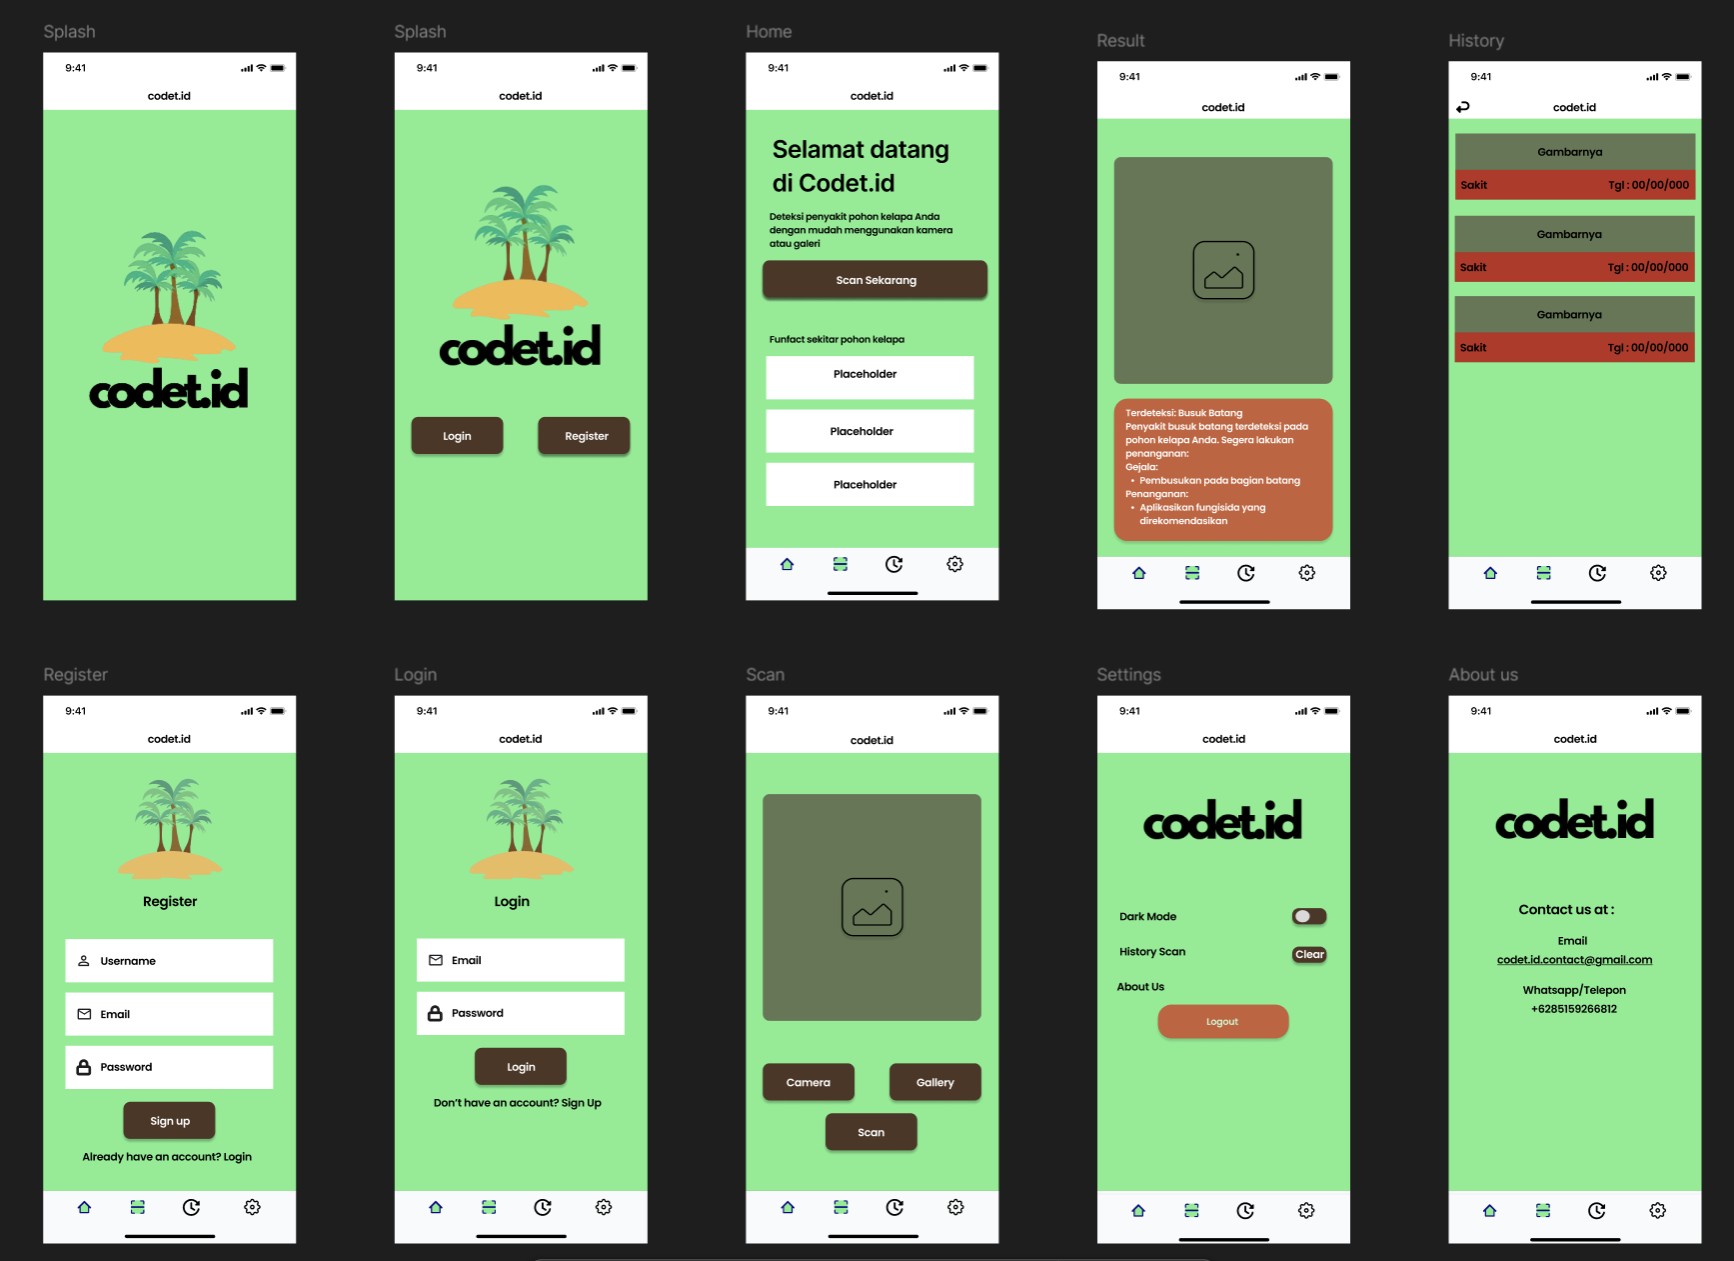 Splash
9:41
codet.id
codet.id
Splash
9:41
codet.id
codet.id
Login
Register
Home
9:41
codet.id
Selamat datang
di Codet.id
Deteksi penyakit pohon kelapa Anda
dengan mudah menggunakan kamera
atau galeri
Scan Sekarang
Funfact sekitar pohon kelapa
Placeholder
Placeholder
Placeholder
Result
9:41
codet.id
Terdeteksi: Busuk Batang
Penyakit busuk batang terdeteksi pada
pohon kelapa Anda. Segera lakukan
penanganan:
Gejala:
• Pembusukan pada bagian batang
Penanganan:
• Aplikasikan fungisida yang
direkomendasikan
History
9:41
codet.id
Gambarnya
Sakit Tgl : 00/00/000
Gambarnya
Sakit Tgl : 00/00/000
Gambarnya
Sakit Tgl : 00/00/000
Register
9:41
codet.id
Register
Username
Email
Password
Sign up
Already have an account? Login
Login
9:41
codet.id
Login
Email
Password
Login
Don't have an account? Sign Up
Scan
9:41
codet.id
Camera
Gallery
Scan
Settings
9:41
codet.id
codet.id
Dark Mode
History Scan
Clear
About Us
Logout
About us
9:41
codet.id
codet.id
Contact us at :
Email
codet.id.contact@gmail.com
Whatsapp/Telepon
+6285159266812